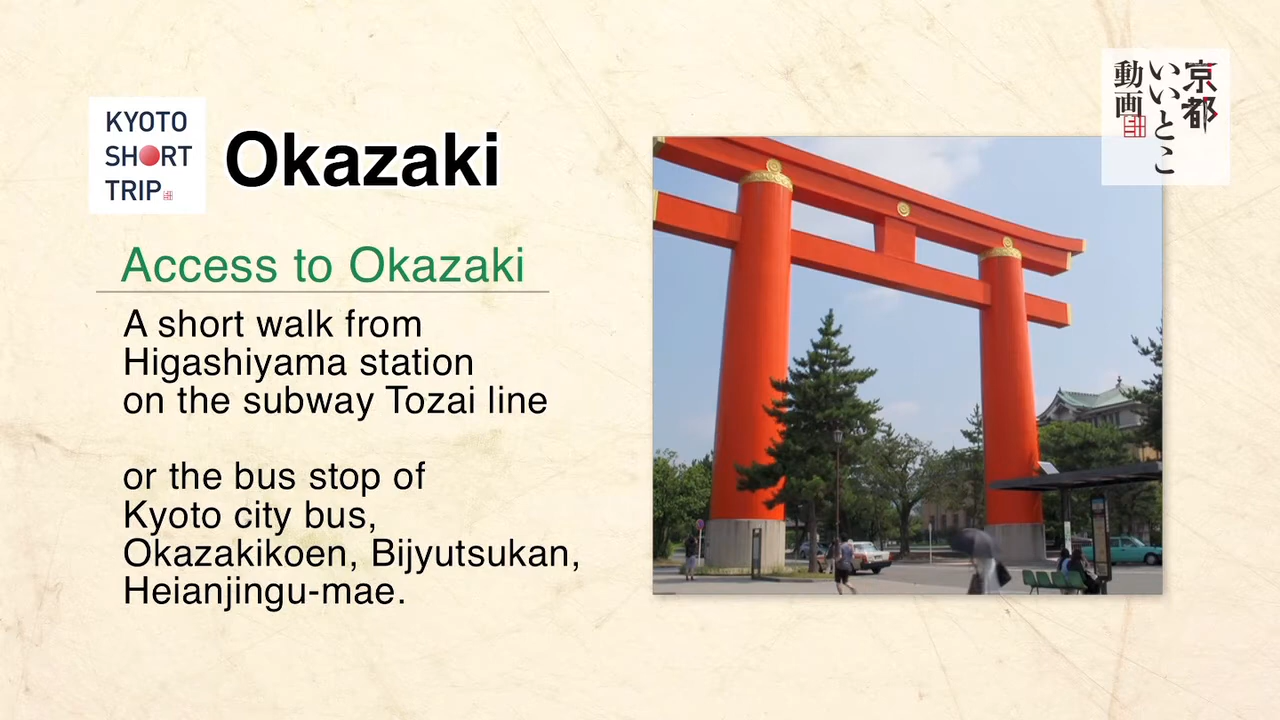 KYOTO
SHORT
TRIP
Okazaki
京都
いいとこ
動画
Access to Okazaki
A short walk from
Higashiyama station
on the subway Tozai line
or the bus stop of
Kyoto city bus,
Okazakikoen, Bijyutsukan,
Heianjingu-mae.